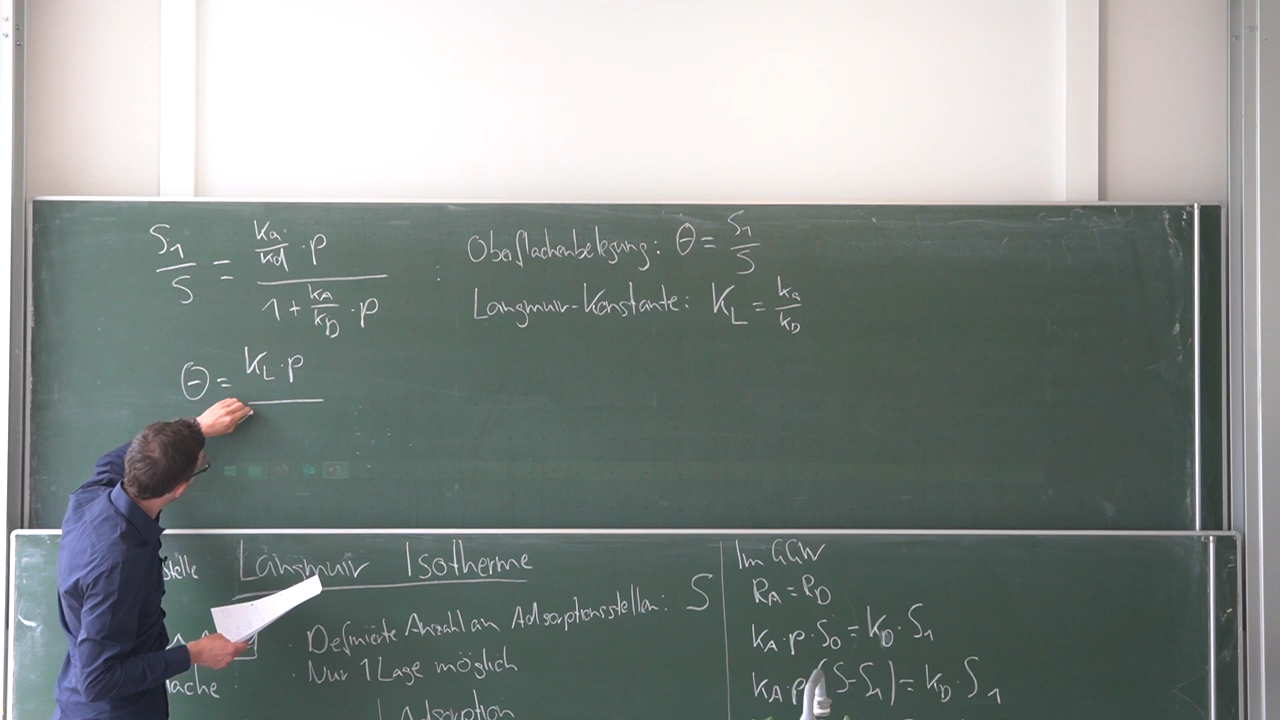 S₁/S = (ka/kd · p)/(1 + kA/kD · p) :
Oberflächenbelegung: Θ = S₁/S
Langmuir-Konstante: KL = ka/kD
Θ = KL · p
stelle
Langmuir Isotherme
· Definierte Anzahl an Adsorptionsstellen: S
· Nur 1 Lage möglich
Adsorption
äche
Im GGW
RA = RD
kA · p · S₀ = kD · S₁
kA · p (S - S₁) = kD · S₁